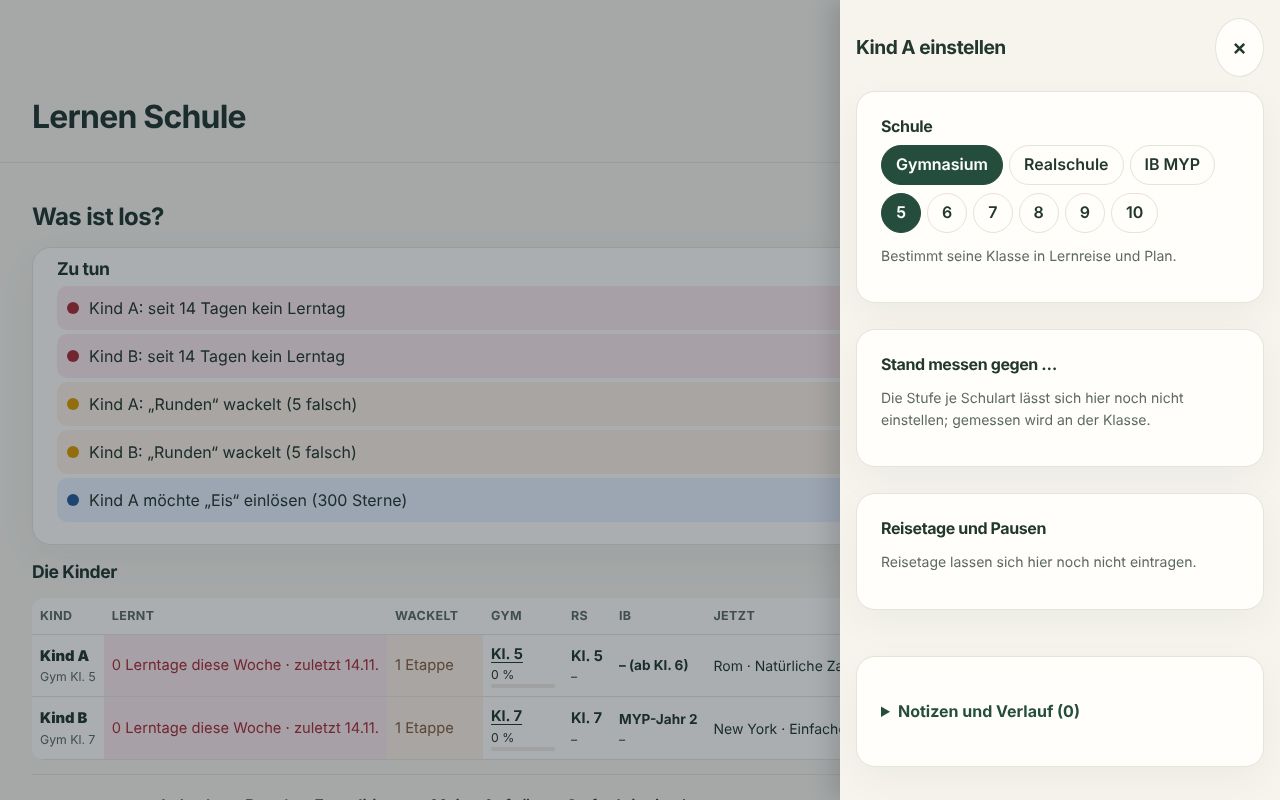 Lernen Schule
Was ist los?
Zu tun
Kind A: seit 14 Tagen kein Lerntag
Kind B: seit 14 Tagen kein Lerntag
Kind A: „Runden“ wackelt (5 falsch)
Kind B: „Runden“ wackelt (5 falsch)
Kind A möchte „Eis“ einlösen (300 Sterne)
Die Kinder
KIND LERNT WACKELT GYM RS IB JETZT
Kind A 0 Lerntage diese Woche · zuletzt 14.11. 1 Etappe Kl. 5 Kl. 5 – (ab Kl. 6) Rom · Natürliche
Gym Kl. 5 0 % –
Kind B 0 Lerntage diese Woche · zuletzt 14.11. 1 Etappe Kl. 7 Kl. 7 MYP-Jahr 2 New York · Einfache
Gym Kl. 7 0 % – –
Kind A einstellen ×
Schule
Gymnasium Realschule IB MYP
5 6 7 8 9 10
Bestimmt seine Klasse in Lernreise und Plan.
Stand messen gegen …
Die Stufe je Schulart lässt sich hier noch nicht
einstellen; gemessen wird an der Klasse.
Reisetage und Pausen
Reisetage lassen sich hier noch nicht eintragen.
Notizen und Verlauf (0)